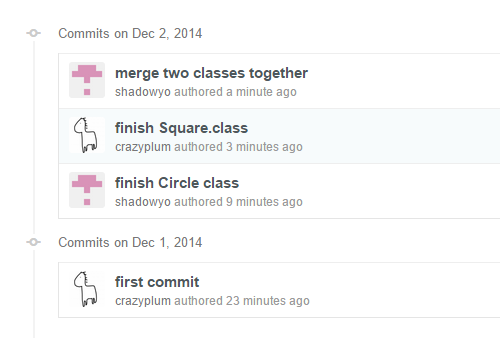 Commits on Dec 2, 2014
merge two classes together
shadowyo authored a minute ago
finish Square.class
crazyplum authored 3 minutes ago
finish Circle class
shadowyo authored 9 minutes ago
Commits on Dec 1, 2014
first commit
crazyplum authored 23 minutes ago